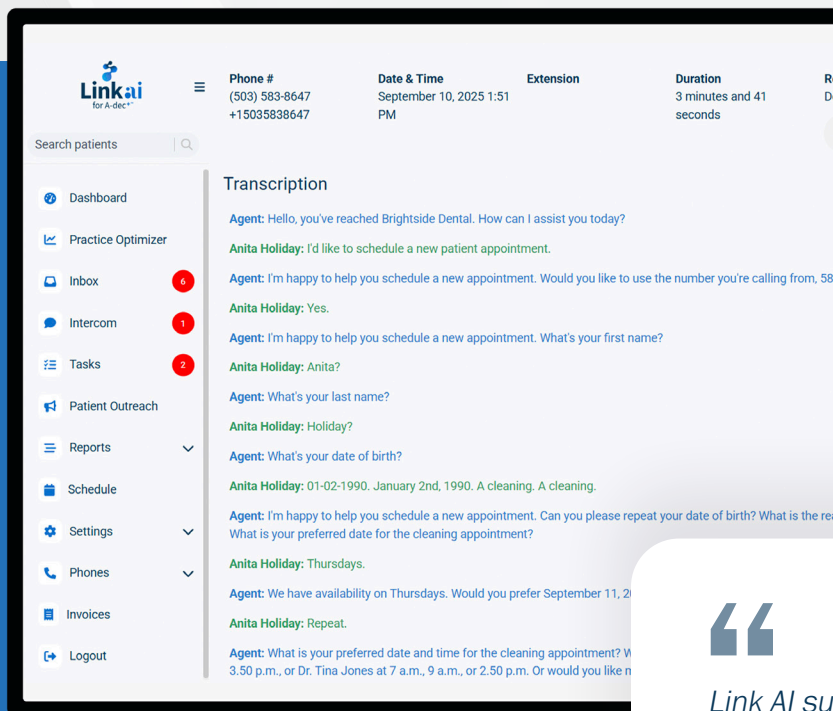 Linkai
for A-dec
Search patients
Dashboard
Practice Optimizer
Inbox
6
Intercom
1
Tasks
2
Patient Outreach
Reports
Schedule
Settings
Phones
Invoices
Logout
Phone #
(503) 583-8647
+15035838647
Date & Time
September 10, 2025 1:51
PM
Extension
Duration
3 minutes and 41
seconds
Transcription
Agent: Hello, you've reached Brightside Dental. How can I assist you today?
Anita Holiday: I'd like to schedule a new patient appointment.
Agent: I'm happy to help you schedule a new appointment. Would you like to use the number you're calling from, 58
Anita Holiday: Yes.
Agent: I'm happy to help you schedule a new appointment. What's your first name?
Anita Holiday: Anita?
Agent: What's your last name?
Anita Holiday: Holiday?
Agent: What's your date of birth?
Anita Holiday: 01-02-1990. January 2nd, 1990. A cleaning. A cleaning.
Agent: I'm happy to help you schedule a new appointment. Can you please repeat your date of birth? What is the
What is your preferred date for the cleaning appointment?
Anita Holiday: Thursdays.
Agent: We have availability on Thursdays. Would you prefer September 11,
Anita Holiday: Repeat.
Agent: What is your preferred date and time for the cleaning appointment?
3.50 p.m., or Dr. Tina Jones at 7 a.m., 9 a.m., or 2.50 p.m. Or would you like
“
Link AI su